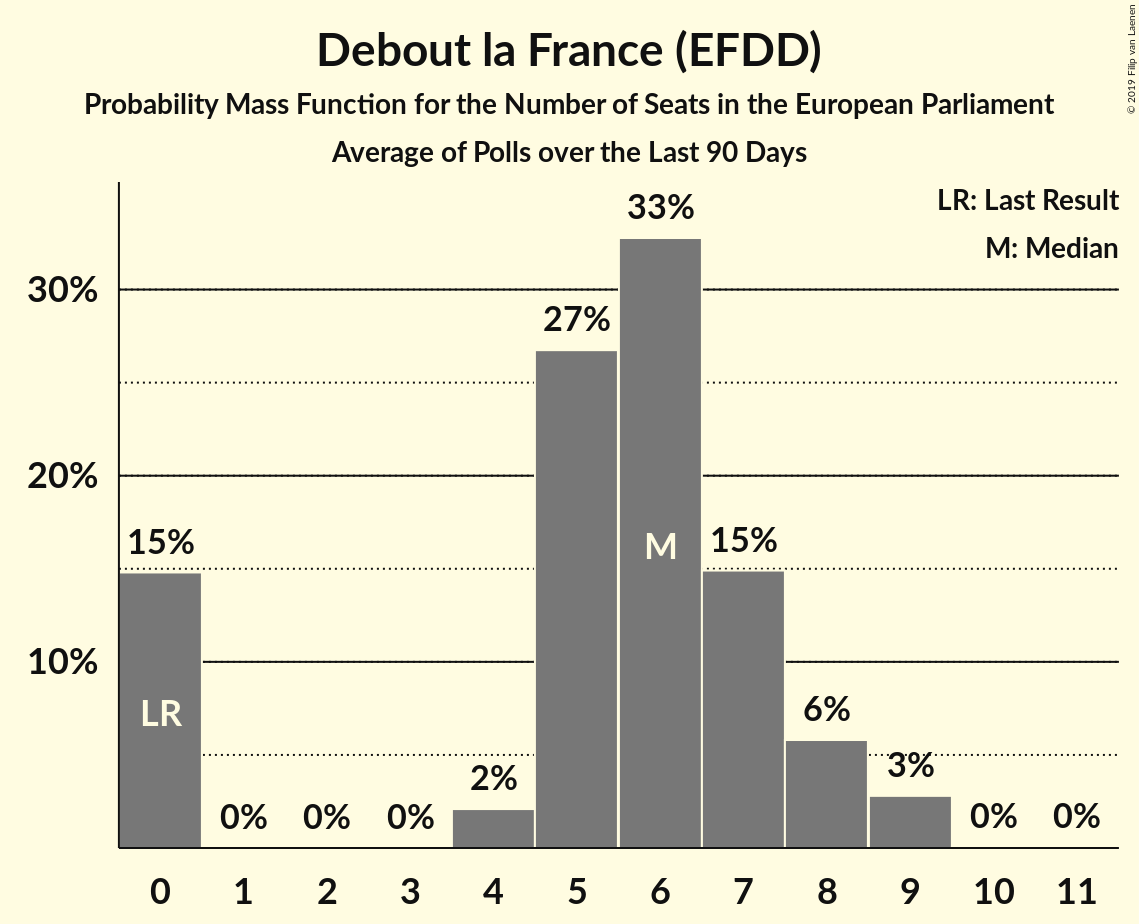 Debout la France (EFDD)
Probability Mass Function for the Number of Seats in the European Parliament
Average of Polls over the Last 90 Days
© 2019 Filip van Laenen
LR: Last Result
M: Median
30%
20%
10%
15%
0%
0%
0%
2%
27%
33%
15%
6%
3%
0%
0%
LR
M
0 1 2 3 4 5 6 7 8 9 10 11